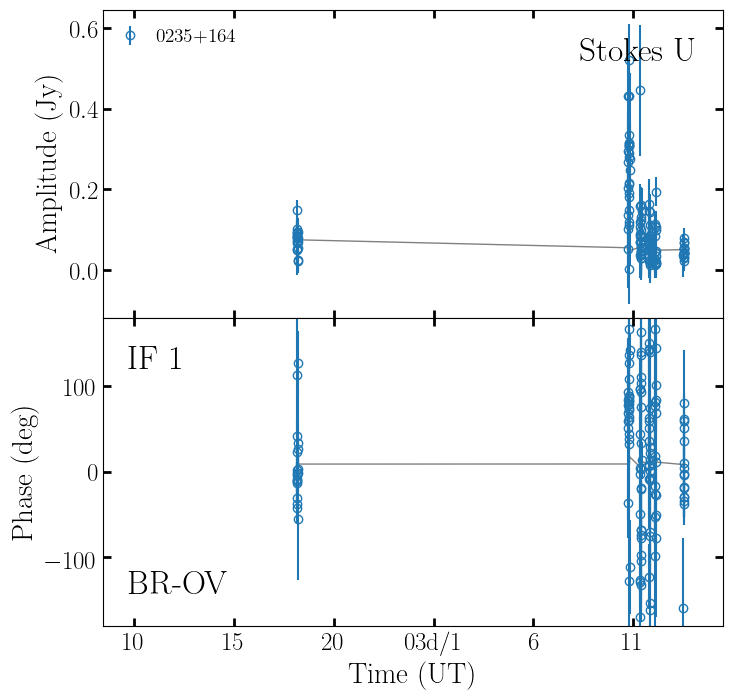 0235+164
Stokes U
0.6
0.4
0.2
0.0
Amplitude (Jy)
IF 1
100
0
−100
Phase (deg)
BR-OV
10 15 20 03d/1 6 11
Time (UT)